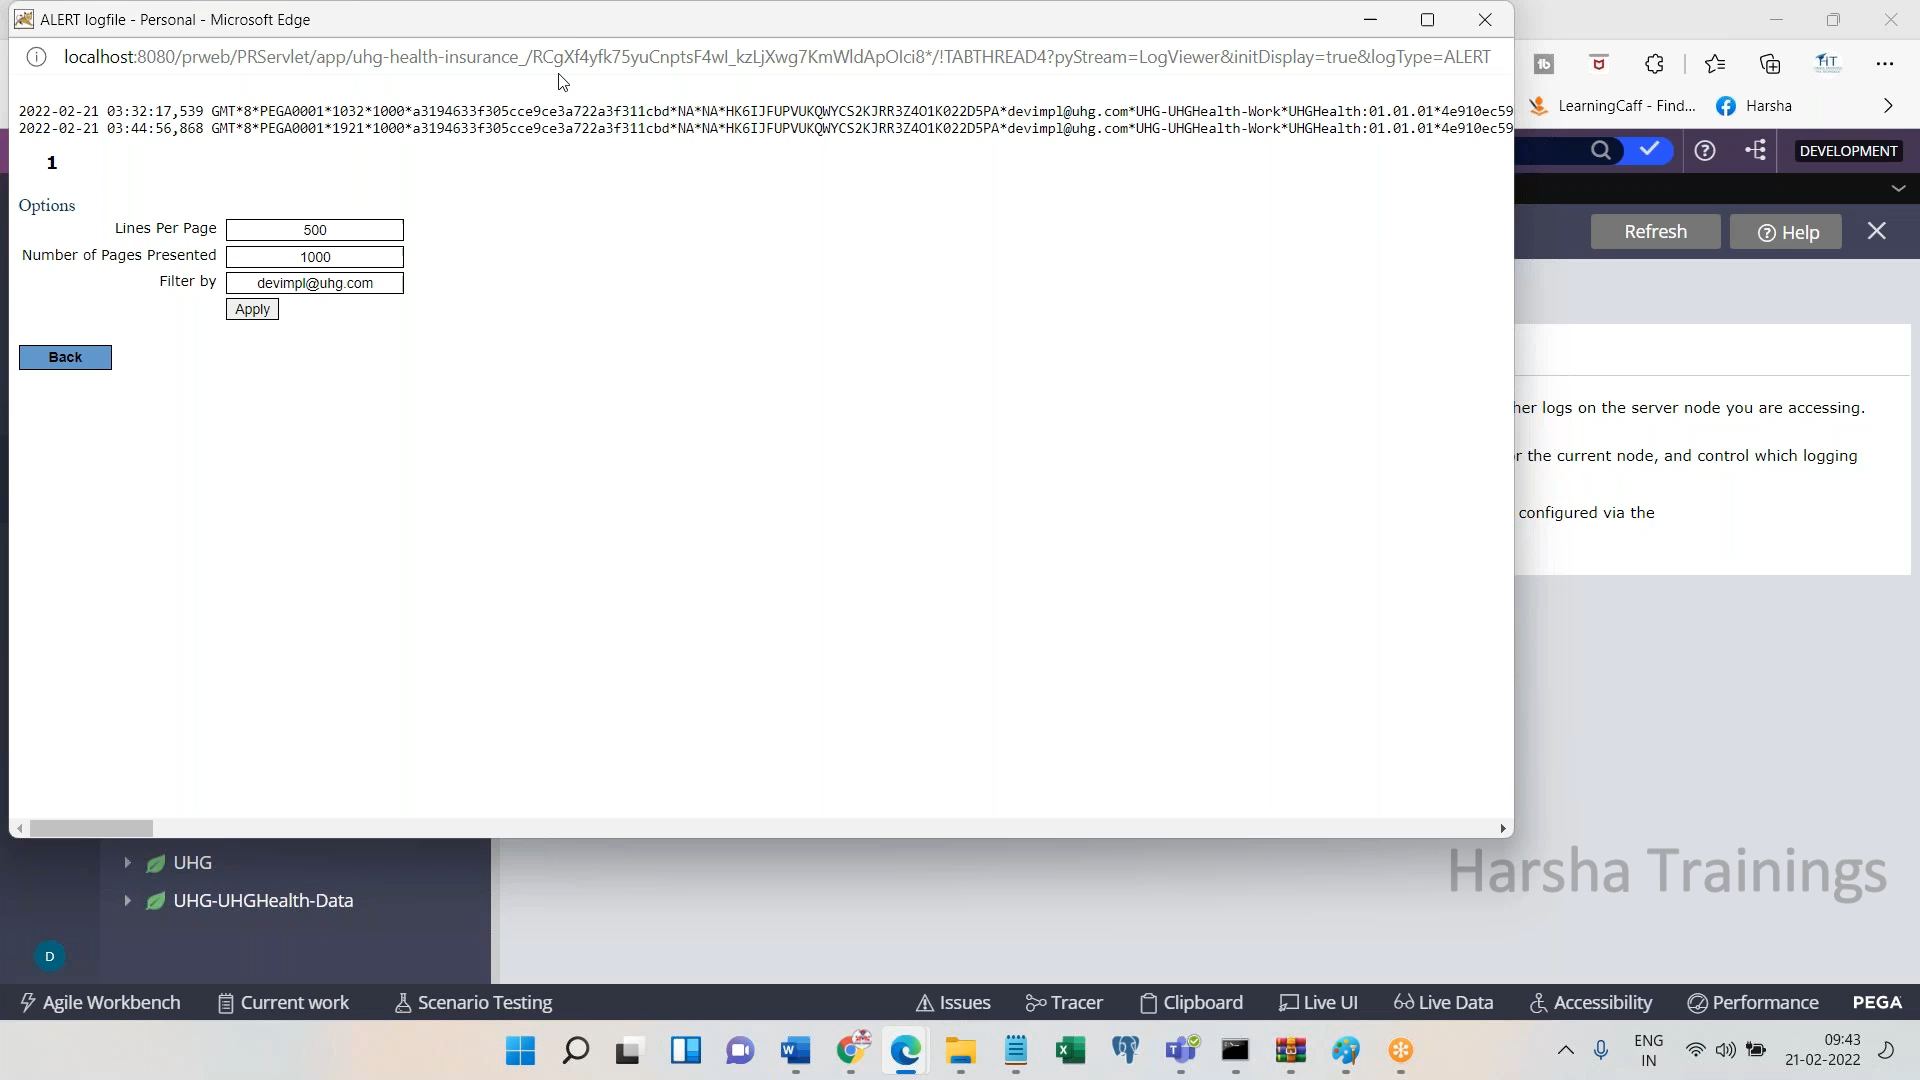 ALERT logfile - Personal - Microsoft Edge
localhost:8080/prweb/PRServlet/app/uhg-health-insurance_/RCgXf4yfk75yuCnptsF4wl_kzLjXwg7KmWldApOlci8*/!TABTHREAD4?pyStream=LogViewer&initDisplay=true&logType=ALERT
LearningCaff - Find... Harsha
2022-02-21 03:32:17,539 GMT*8*PEGA0001*1032*1000*a3194633f305cce9ce3a722a3f311cbd*NA*NA*HK6IJFUPVUKQWYCS2KJRR3Z4O1K022D5PA*devimpl@uhg.com*UHG-UHGHealth-Work*UHGHealth:01.01.01*4e910ec59
2022-02-21 03:44:56,868 GMT*8*PEGA0001*1921*1000*a3194633f305cce9ce3a722a3f311cbd*NA*NA*HK6IJFUPVUKQWYCS2KJRR3Z4O1K022D5PA*devimpl@uhg.com*UHG-UHGHealth-Work*UHGHealth:01.01.01*4e910ec59
DEVELOPMENT
1
Options
Lines Per Page 500
Refresh Help
Number of Pages Presented 1000
Filter by devimpl@uhg.com
Apply
Back
her logs on the server node you are accessing.
r the current node, and control which logging
configured via the
UHG
Harsha Trainings
UHG-UHGHealth-Data
D
Agile Workbench Current work Scenario Testing Issues Tracer Clipboard Live UI Live Data Accessibility Performance PEGA
ENG 09:43
IN 21-02-2022